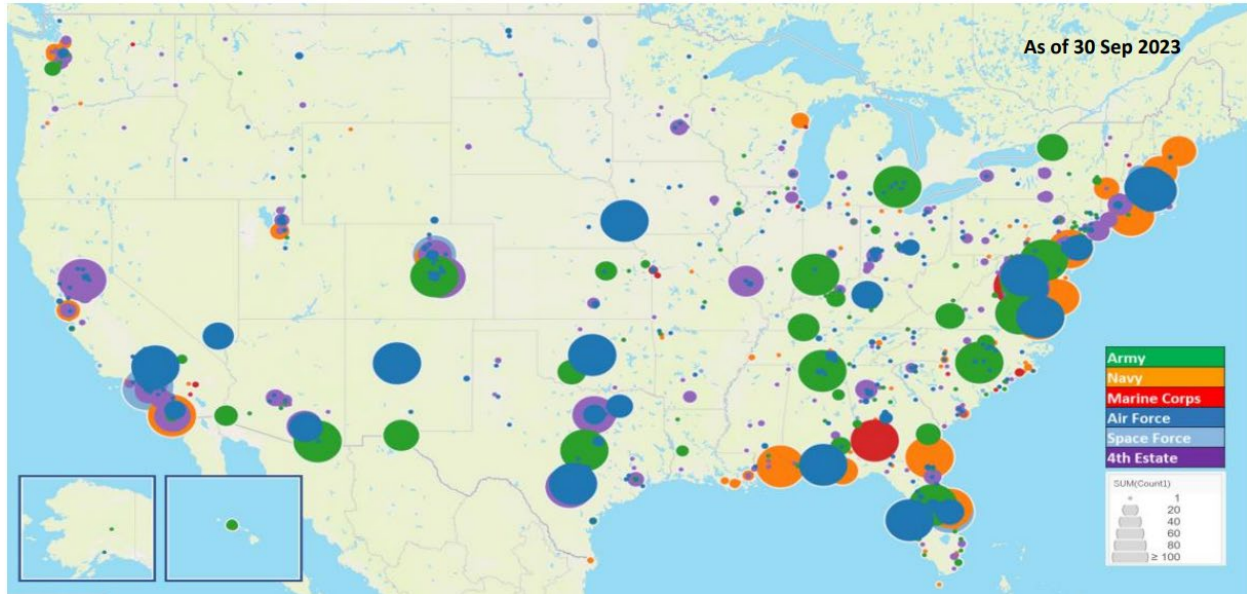 As of 30 Sep 2023
Army
Navy
Marine Corps
Air Force
Space Force
4th Estate
SUM(Count1)
1
20
40
60
80
≥ 100